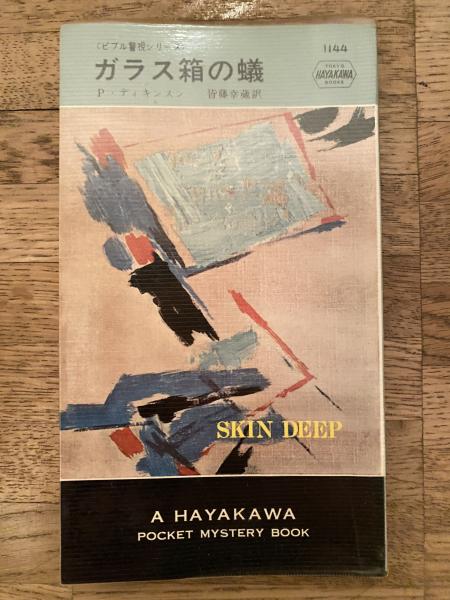 〈ピブル警視シリーズ〉
1144
ガラス箱の蟻
TOKYO
HAYAKAWA
BOOKS
P・ディキンスン 皆藤幸蔵訳
SKIN DEEP
A HAYAKAWA
POCKET MYSTERY BOOK